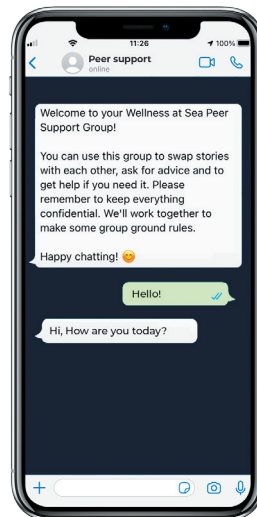 11:26
100%
Peer support
online
Welcome to your Wellness at Sea Peer
Support Group!
You can use this group to swap stories
with each other, ask for advice and to
get help if you need it. Please
remember to keep everything
confidential. We'll work together to
make some group ground rules.
Happy chatting! 😊
Hello!
Hi, How are you today?